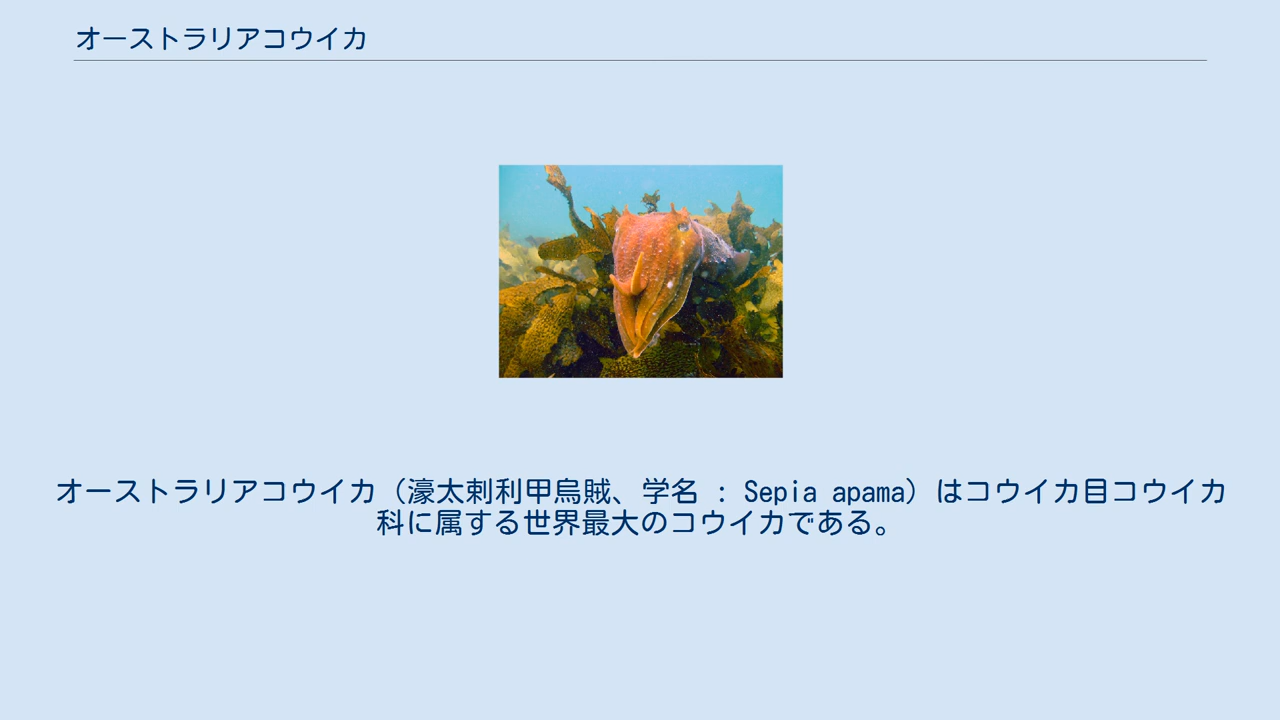 オーストラリアコウイカ
オーストラリアコウイカ（濠太剌利甲烏賊、学名 : Sepia apama）はコウイカ目コウイカ
科に属する世界最大のコウイカである。